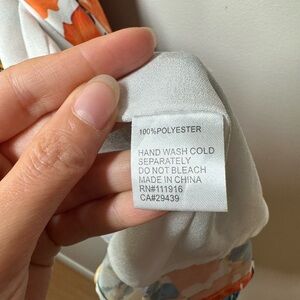 100%POLYESTER
HAND WASH COLD
SEPARATELY
DO NOT BLEACH
MADE IN CHINA
RN#111916
CA#29439